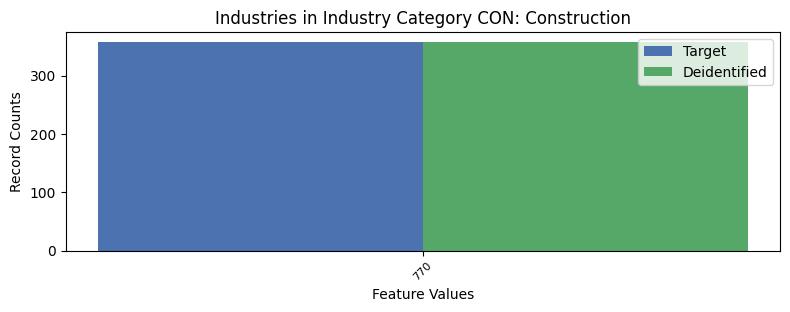 Industries in Industry Category CON: Construction
Target
Deidentified
Record Counts
300
200
100
0
770
Feature Values